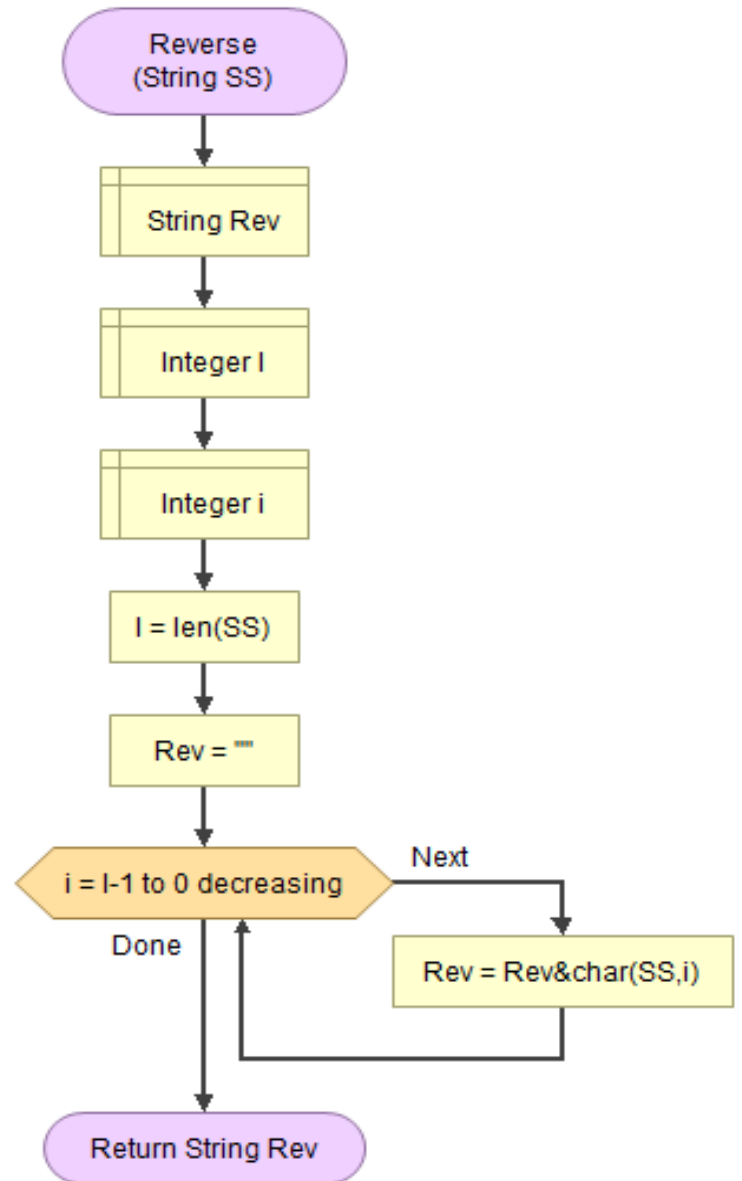 Reverse
(String SS)
String Rev
Integer l
Integer i
l = len(SS)
Rev = ""
i = l-1 to 0 decreasing
Next
Done
Rev = Rev&char(SS,i)
Return String Rev